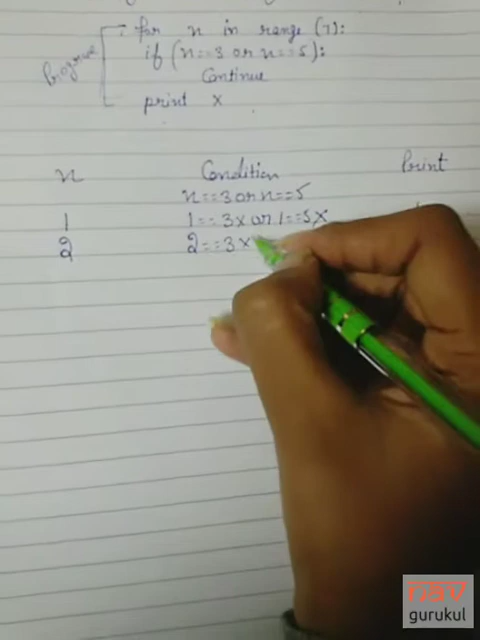 Program
for x in range (7):
if (x==3 or x==5):
Continue
print x
x Condition Print
x==3 or x==5
1 1==3 x or 1==5 x
2 2==3 x
nav
gurukul